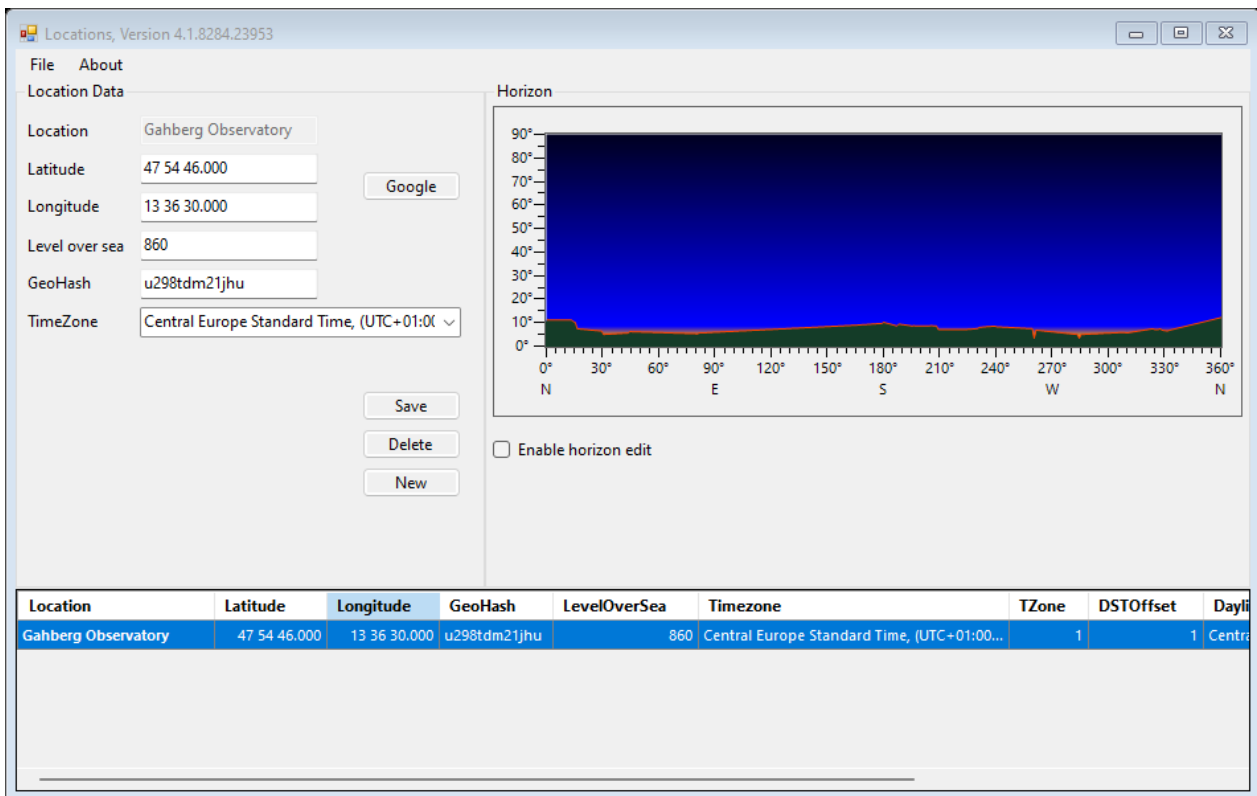 Locations, Version 4.1.8284.23953
File About
Location Data
Location Gahberg Observatory
Latitude 47 54 46.000
Google
Longitude 13 36 30.000
Level over sea 860
GeoHash u298tdm21jhu
TimeZone Central Europe Standard Time, (UTC+01:0(
Save
Delete
New
Horizon
90°
80°
70°
60°
50°
40°
30°
20°
10°
0°
0° 30° 60° 90° 120° 150° 180° 210° 240° 270° 300° 330° 360°
N E S W N
Enable horizon edit
Location Latitude Longitude GeoHash LevelOverSea Timezone TZone DSTOffset Dayli
Gahberg Observatory 47 54 46.000 13 36 30.000 u298tdm21jhu 860 Central Europe Standard Time, (UTC+01:00... 1 1 Centra